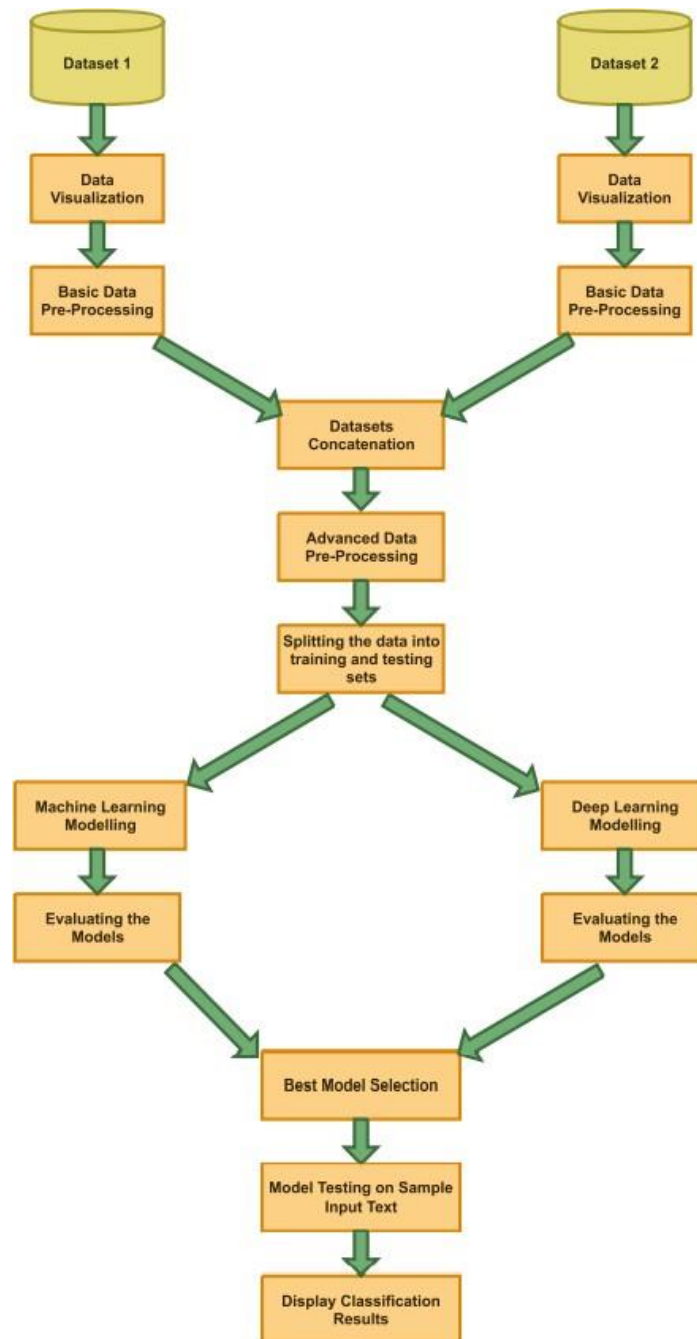 Dataset 1
Dataset 2
Data
Visualization
Data
Visualization
Basic Data
Pre-Processing
Basic Data
Pre-Processing
Datasets
Concatenation
Advanced Data
Pre-Processing
Splitting the data into
training and testing
sets
Machine Learning
Modelling
Deep Learning
Modelling
Evaluating the
Models
Evaluating the
Models
Best Model Selection
Model Testing on Sample
Input Text
Display Classification
Results